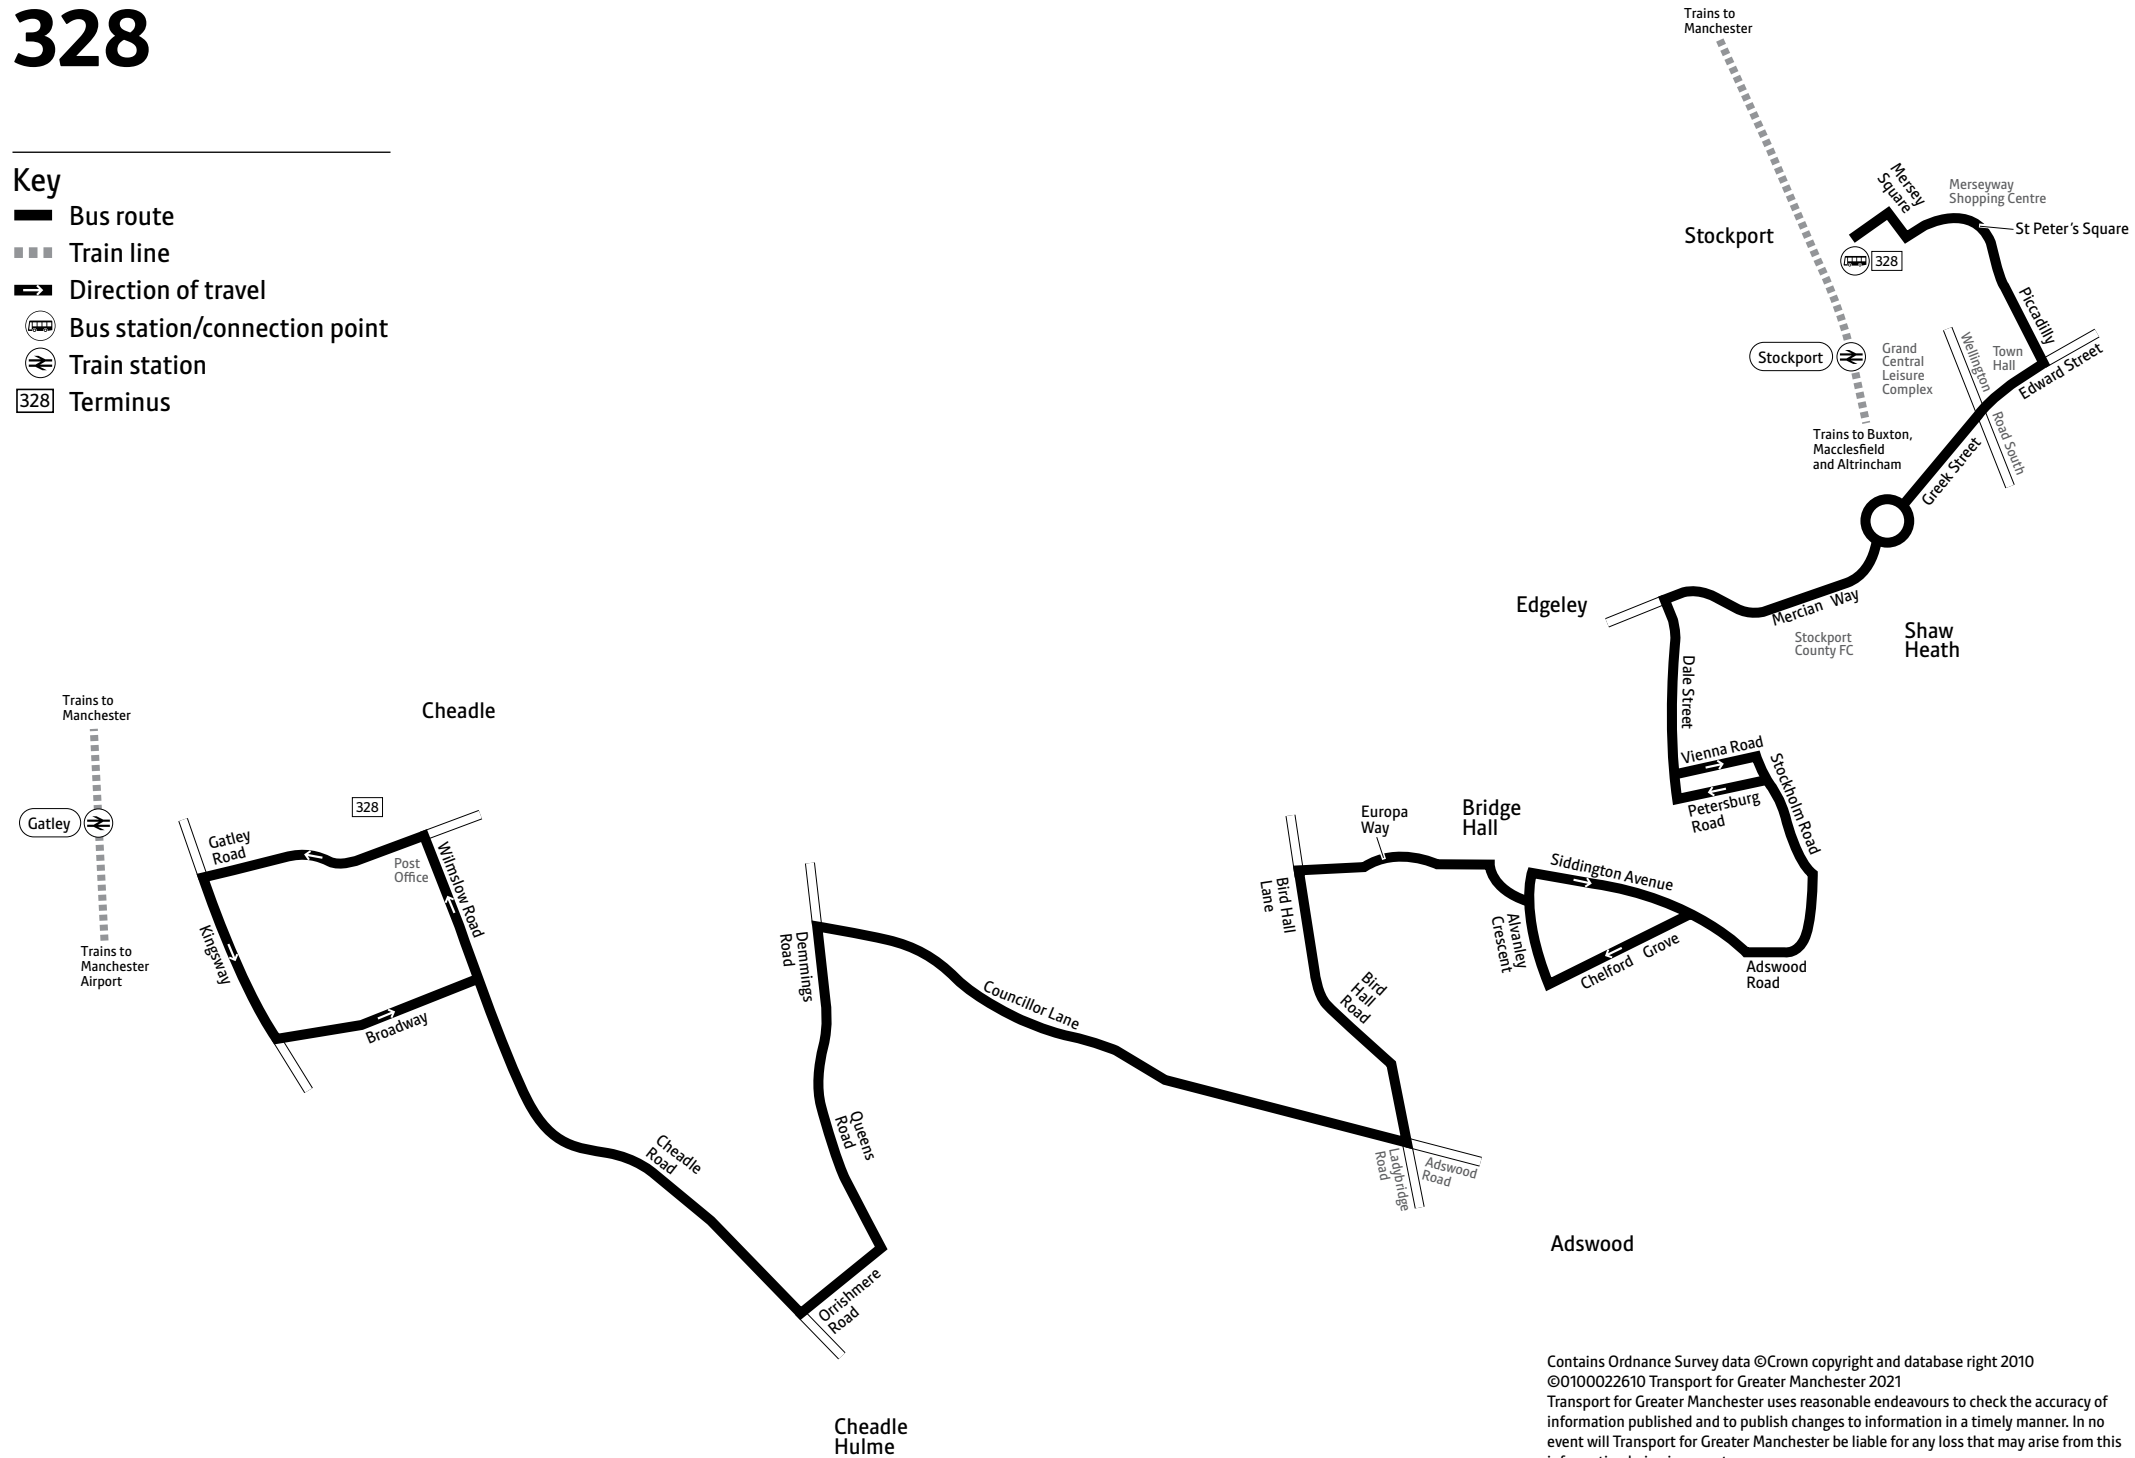 328
Key
Bus route
Train line
Direction of travel
Bus station/connection point
Train station
328 Terminus
Trains to
Manchester
Stockport
Mersey
Square
Merseyway
Shopping Centre
St Peter's Square
328
Piccadilly
Stockport
Grand
Central
Leisure
Complex
Wellington
Road South
Town
Hall
Edward Street
Trains to Buxton,
Macclesfield
and Altrincham
Greek Street
Edgeley
Mercian Way
Stockport
County FC
Shaw
Heath
Dale Street
Vienna Road
Petersburg
Road
Stockholm Road
Trains to
Manchester
Gatley
Trains to
Manchester
Airport
Cheadle
328
Gatley
Road
Post
Office
Wilmslow Road
Kingsway
Broadway
Cheadle
Road
Demmings
Road
Queens
Road
Orrishmere
Road
Councillor Lane
Europa
Way
Bridge
Hall
Bird Hall
Lane
Bird
Hall
Road
Siddington Avenue
Alvanley
Crescent
Chelford Grove
Adswood
Road
Ladybridge
Road
Adswood
Road
Adswood
Cheadle
Hulme
Contains Ordnance Survey data ©Crown copyright and database right 2010
©0100022610 Transport for Greater Manchester 2021
Transport for Greater Manchester uses reasonable endeavours to check the accuracy of
information published and to publish changes to information in a timely manner. In no
event will Transport for Greater Manchester be liable for any loss that may arise from this